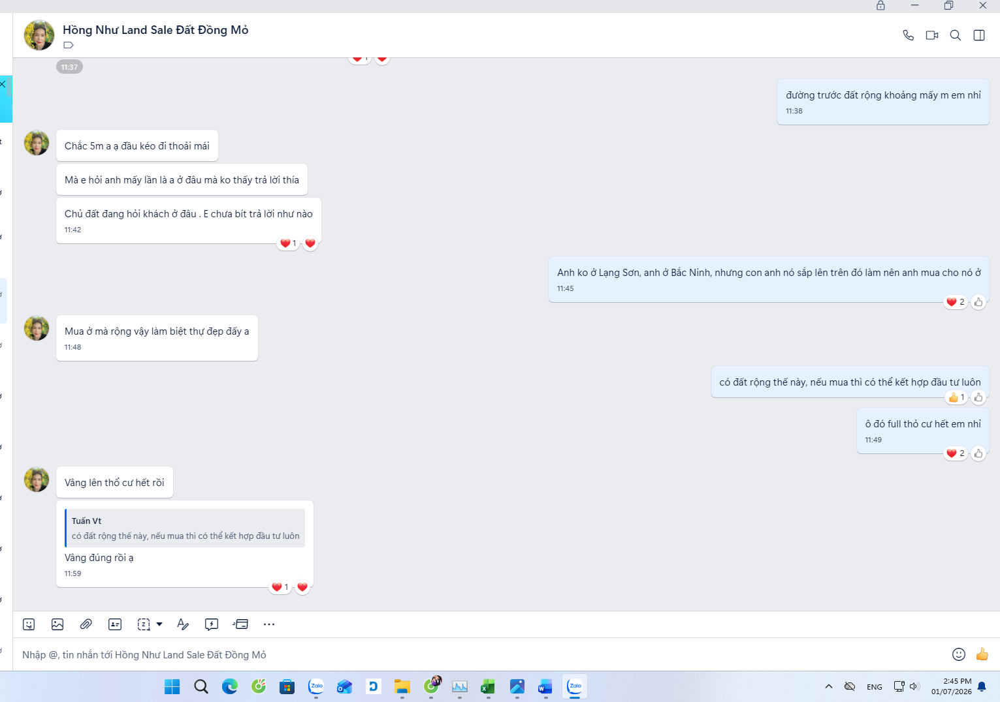 Hồng Như Land Sale Đất Đồng Mỏ
1
11:37
đường trước đất rộng khoảng mấy m em nhỉ
11:38
Chắc 5m a ạ đầu kéo đi thoải mái
Mà e hỏi anh mấy lần là a ở đâu mà ko thấy trả lời thía
Chủ đất đang hỏi khách ở đâu . E chưa bít trả lời như nào
11:42
1
Anh ko ở Lạng Sơn, anh ở Bắc Ninh, nhưng con anh nó sắp lên trên đó làm nên anh mua cho nó ở
11:45
2
Mua ở mà rộng vậy làm biệt thự đẹp đấy a
11:48
có đất rộng thế này, nếu mua thì có thể kết hợp đầu tư luôn
1
ô đó full thỏ cư hết em nhỉ
11:49
2
Vâng lên thổ cư hết rồi
Tuấn Vt
có đất rộng thế này, nếu mua thì có thể kết hợp đầu tư luôn
Vâng đúng rồi ạ
11:59
1
Nhập @, tin nhắn tới Hồng Như Land Sale Đất Đồng Mỏ
Zalo
Zalo
ENG
2:45 PM
01/07/2026